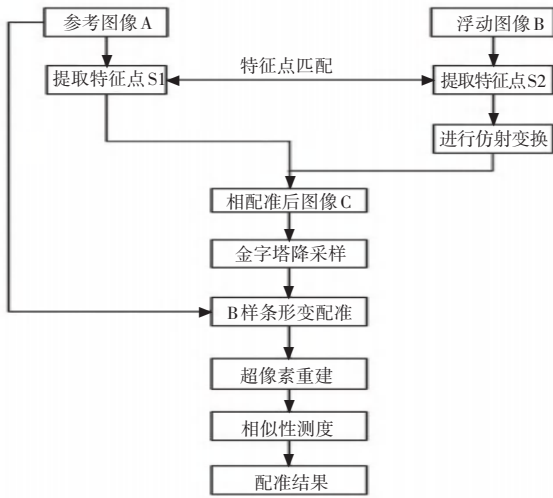 参考图像A
浮动图像B
提取特征点S1
特征点匹配
提取特征点S2
进行仿射变换
相配准后图像C
金字塔降采样
B样条形变配准
超像素重建
相似性测度
配准结果